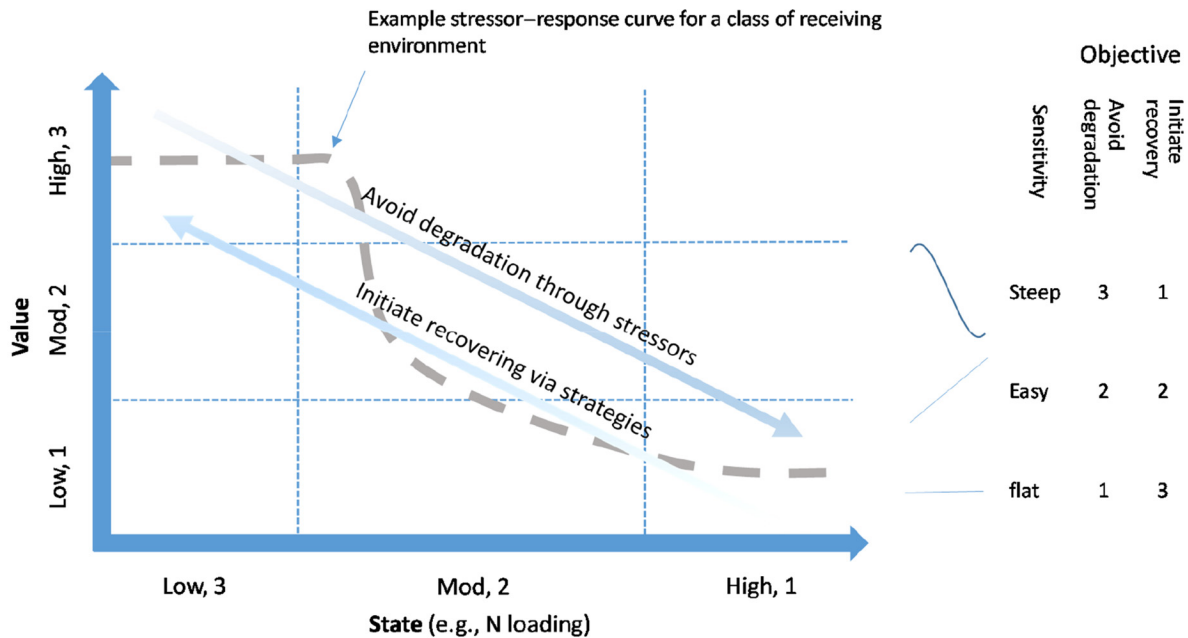 Example stressor–response curve for a class of receiving
environment
Objective
Sensitivity
Avoid
degradation
Initiate
recovery
High, 3
Mod, 2
Low, 1
Value
Avoid degradation through stressors
Initiate recovering via strategies
Steep 3 1
Easy 2 2
flat 1 3
Low, 3 Mod, 2 High, 1
State (e.g., N loading)